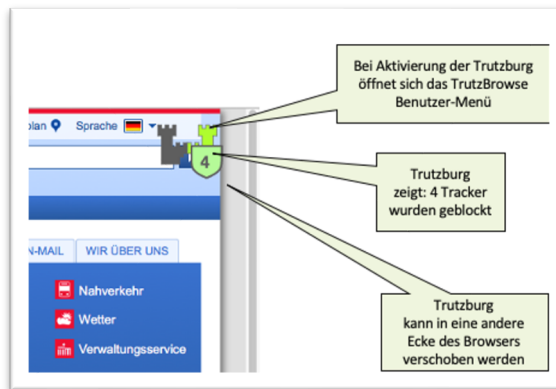 Bei Aktivierung der Trutzburg
öffnet sich das TrutzBrowse
Benutzer-Menü
plan
Sprache
4
Trutzburg
zeigt: 4 Tracker
wurden geblockt
N-MAIL
WIR ÜBER UNS
Nahverkehr
Wetter
Verwaltungsservice
Trutzburg
kann in eine andere
Ecke des Browsers
verschoben werden